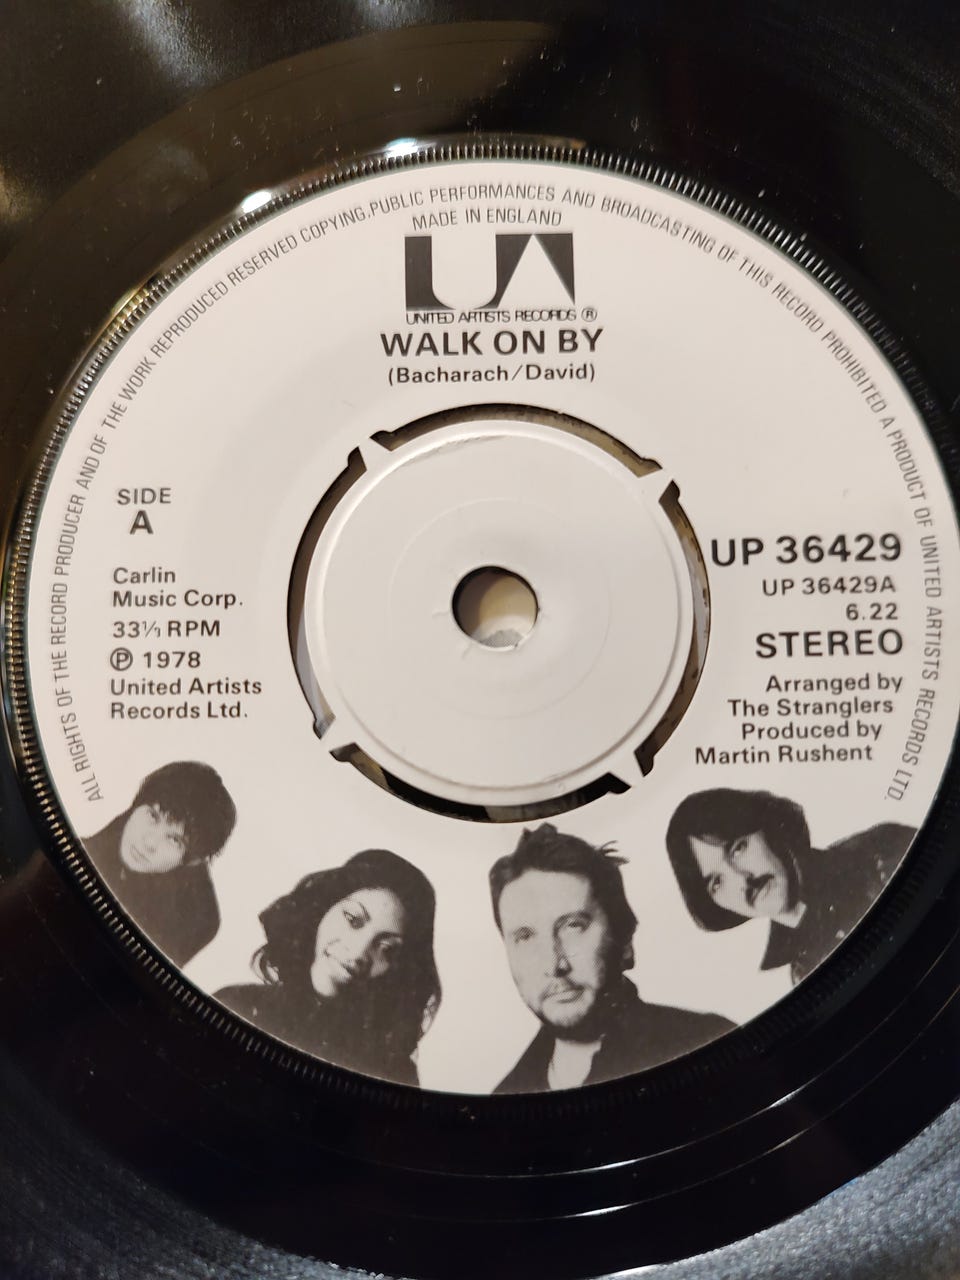 ALL RIGHTS OF THE RECORD PRODUCER AND OF THE WORK REPRODUCED RESERVED COPYING,PUBLIC PERFORMANCES AND BROADCASTING OF THIS RECORD PROHIBITED A PRODUCT OF UNITED ARTISTS RECORDS LTD.
MADE IN ENGLAND
UA
UNITED ARTISTS RECORDS ®
WALK ON BY
(Bacharach/David)
SIDE
A
Carlin
Music Corp.
33⅓ RPM
℗ 1978
United Artists
Records Ltd.
UP 36429
UP 36429A
6.22
STEREO
Arranged by
The Stranglers
Produced by
Martin Rushent